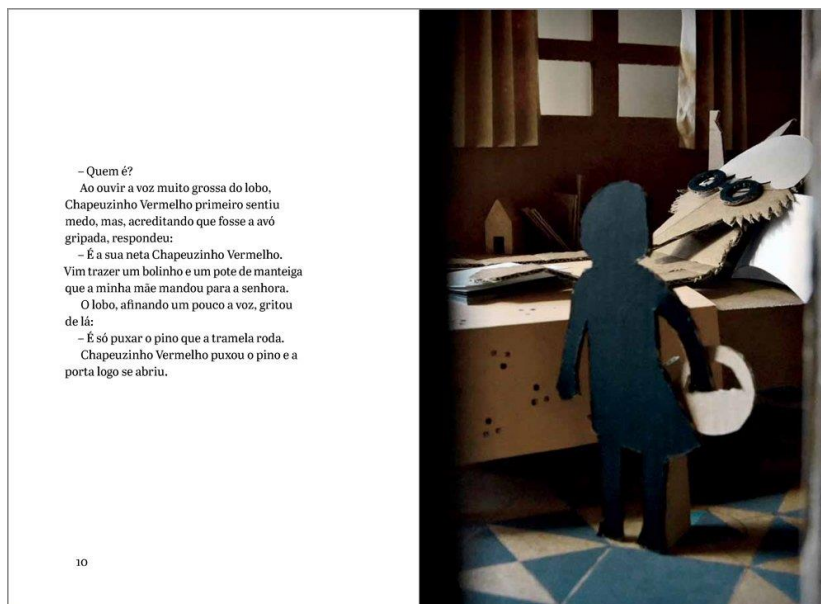 – Quem é?
Ao ouvir a voz muito grossa do lobo,
Chapeuzinho Vermelho primeiro sentiu
medo, mas, acreditando que fosse a avó
gripada, respondeu:
– É a sua neta Chapeuzinho Vermelho.
Vim trazer um bolinho e um pote de manteiga
que a minha mãe mandou para a senhora.
O lobo, afinando um pouco a voz, gritou
de lá:
– É só puxar o pino que a tramela roda.
Chapeuzinho Vermelho puxou o pino e a
porta logo se abriu.
10